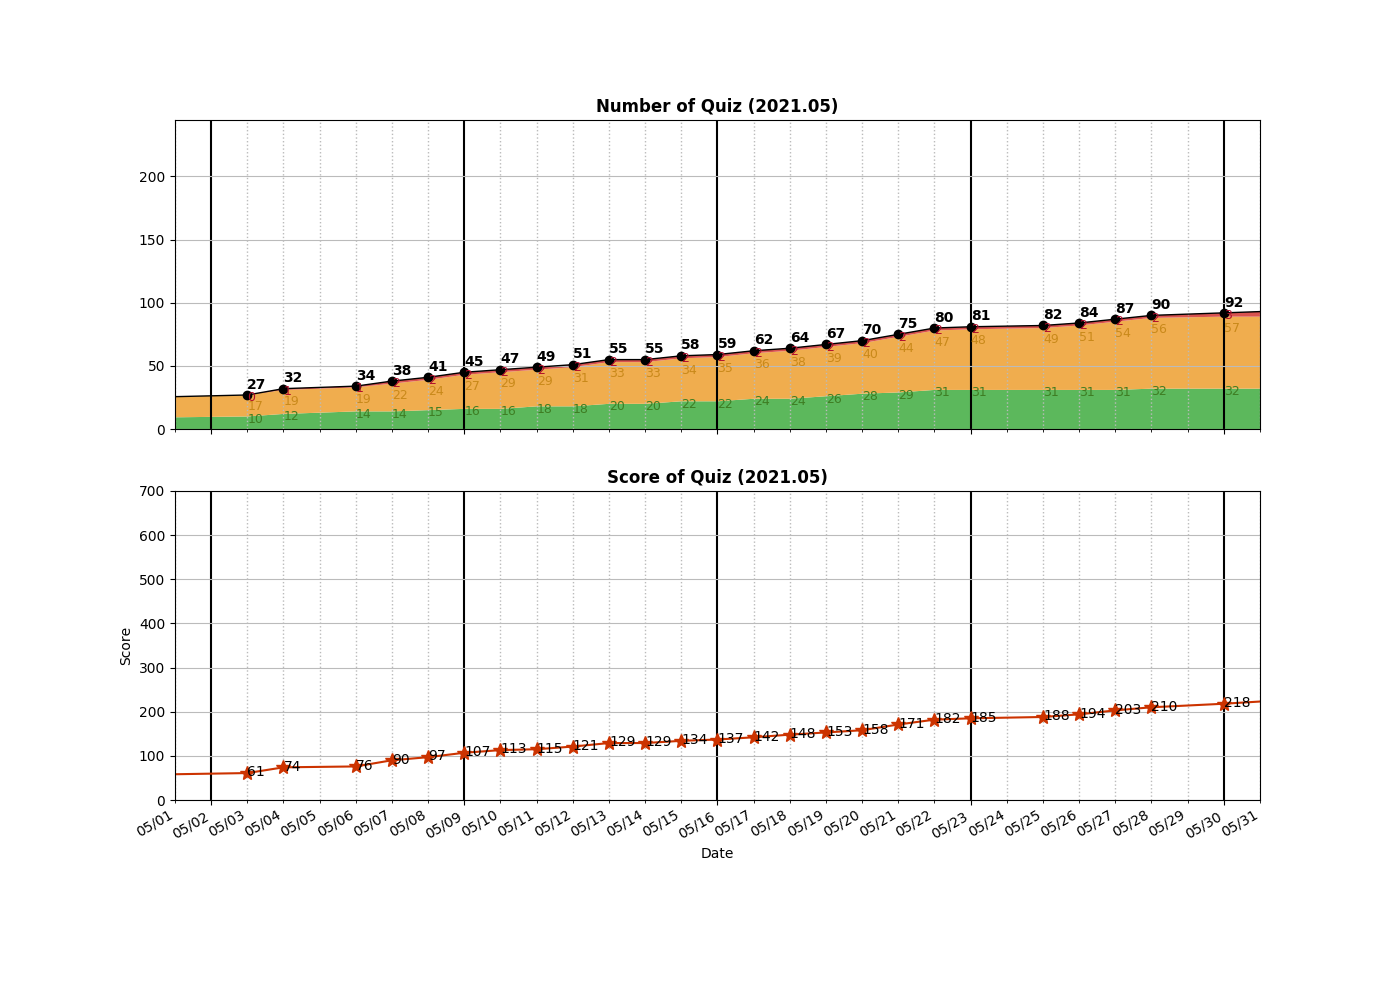 Number of Quiz (2021.05)
200
150
100
50
0
27 32 34 38 41 45 47 49 51 55 55 58 59 62 64 67 70 75 80 81 82 84 87 90 92
17 19 19 22 24 27 29 29 31 33 33 34 35 36 38 39 40 44 47 48 49 51 54 56 57
10 12 14 14 15 16 16 18 18 20 20 22 22 24 24 26 28 29 31 31 31 31 31 32 32
Score of Quiz (2021.05)
Score
700
600
500
400
300
200
100
0
61 74 76 90 97 107 113 115 121 129 129 134 137 142 148 153 158 171 182 185 188 194 203 210 218
05/01 05/02 05/03 05/04 05/05 05/06 05/07 05/08 05/09 05/10 05/11 05/12 05/13 05/14 05/15 05/16 05/17 05/18 05/19 05/20 05/21 05/22 05/23 05/24 05/25 05/26 05/27 05/28 05/29 05/30 05/31
Date